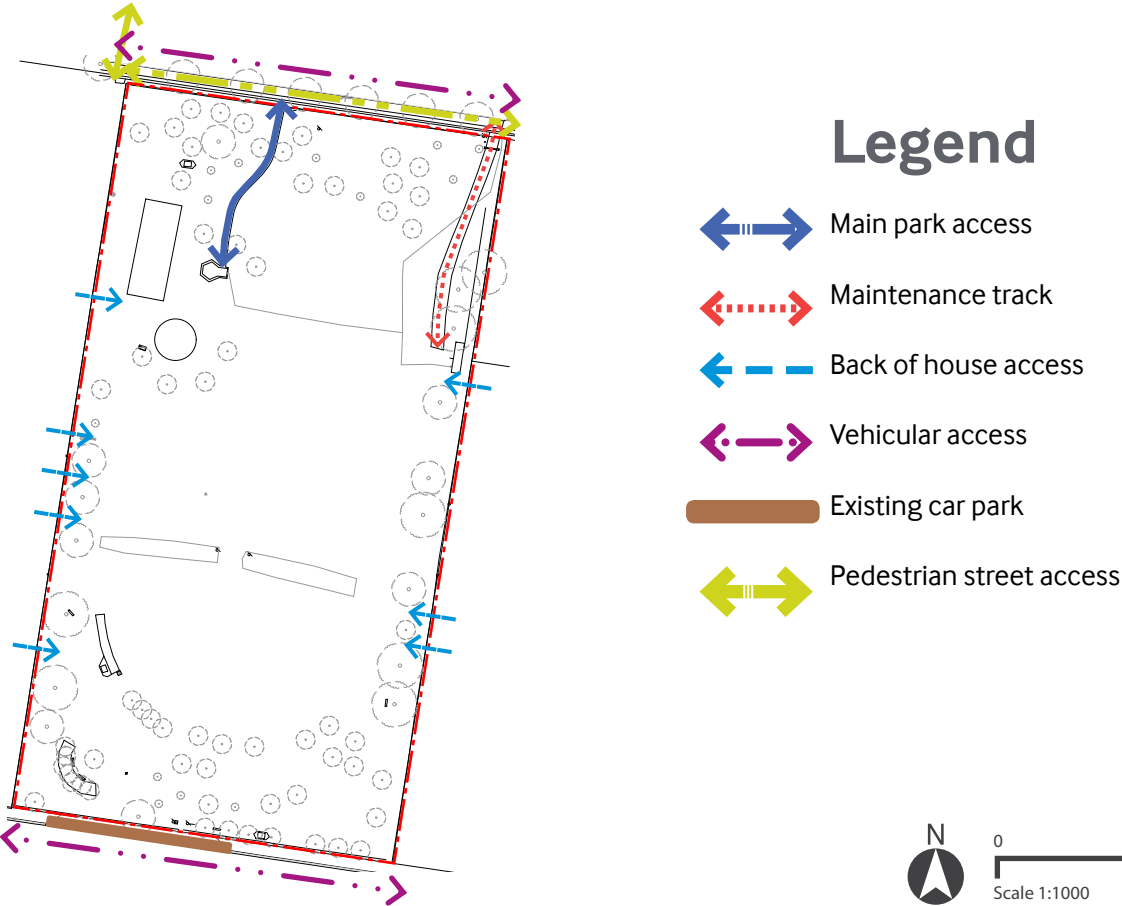 Legend
Main park access
Maintenance track
Back of house access
Vehicular access
Existing car park
Pedestrian street access
N
0
Scale 1:1000